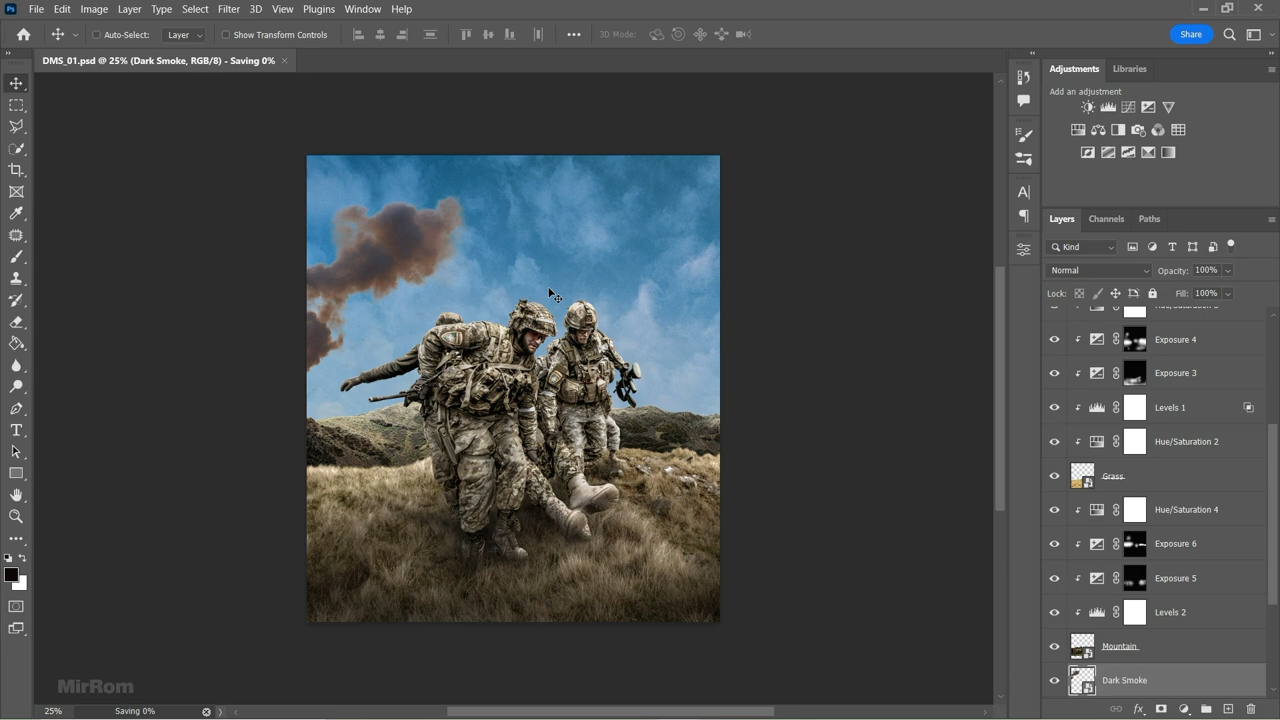 File Edit Image Layer Type Select Filter 3D View Plugins Window Help
Auto-Select: Layer Show Transform Controls 3D Mode: Share
DMS_01.psd @ 25% (Dark Smoke, RGB/8) - Saving 0%
Adjustments Libraries
Add an adjustment
Layers Channels Paths
Kind
Normal Opacity: 100%
Lock: Fill: 100%
Exposure 4
Exposure 3
Levels 1
Hue/Saturation 2
Grass
Hue/Saturation 4
Exposure 6
Exposure 5
Levels 2
Mountain
Dark Smoke
MirRom
25% Saving 0%